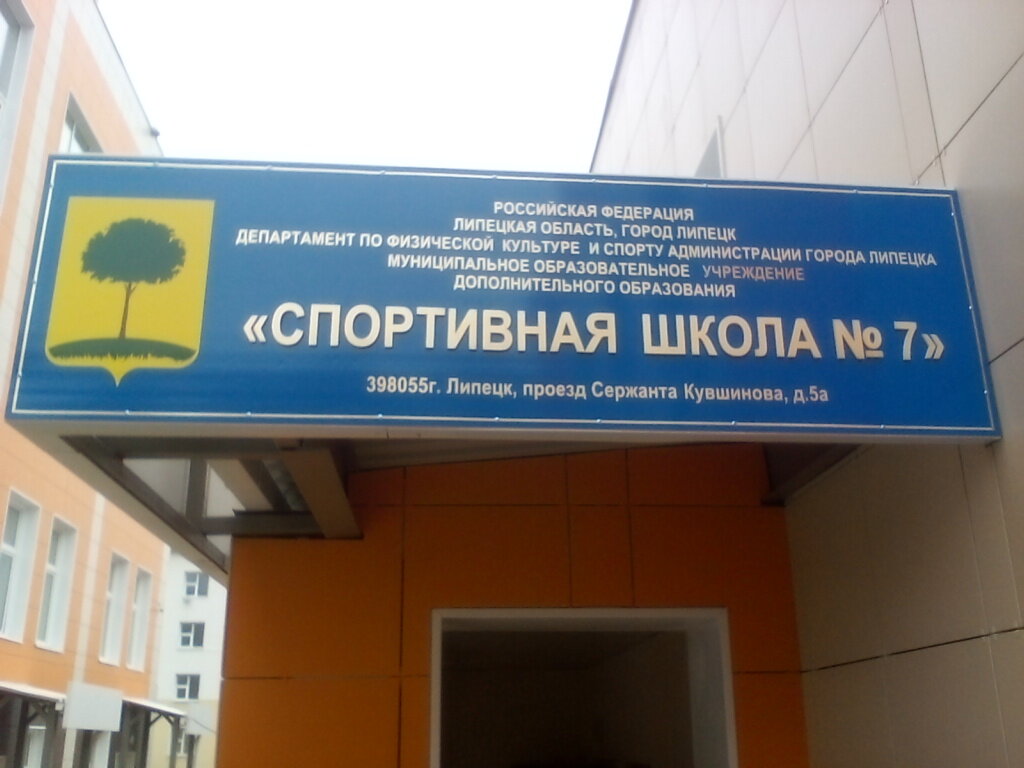 РОССИЙСКАЯ ФЕДЕРАЦИЯ
ЛИПЕЦКАЯ ОБЛАСТЬ, ГОРОД ЛИПЕЦК
ДЕПАРТАМЕНТ ПО ФИЗИЧЕСКОЙ КУЛЬТУРЕ И СПОРТУ АДМИНИСТРАЦИИ ГОРОДА ЛИПЕЦКА
МУНИЦИПАЛЬНОЕ ОБРАЗОВАТЕЛЬНОЕ УЧРЕЖДЕНИЕ
ДОПОЛНИТЕЛЬНОГО ОБРАЗОВАНИЯ
«СПОРТИВНАЯ ШКОЛА № 7»
398055г. Липецк, проезд Сержанта Кувшинова, д.5а